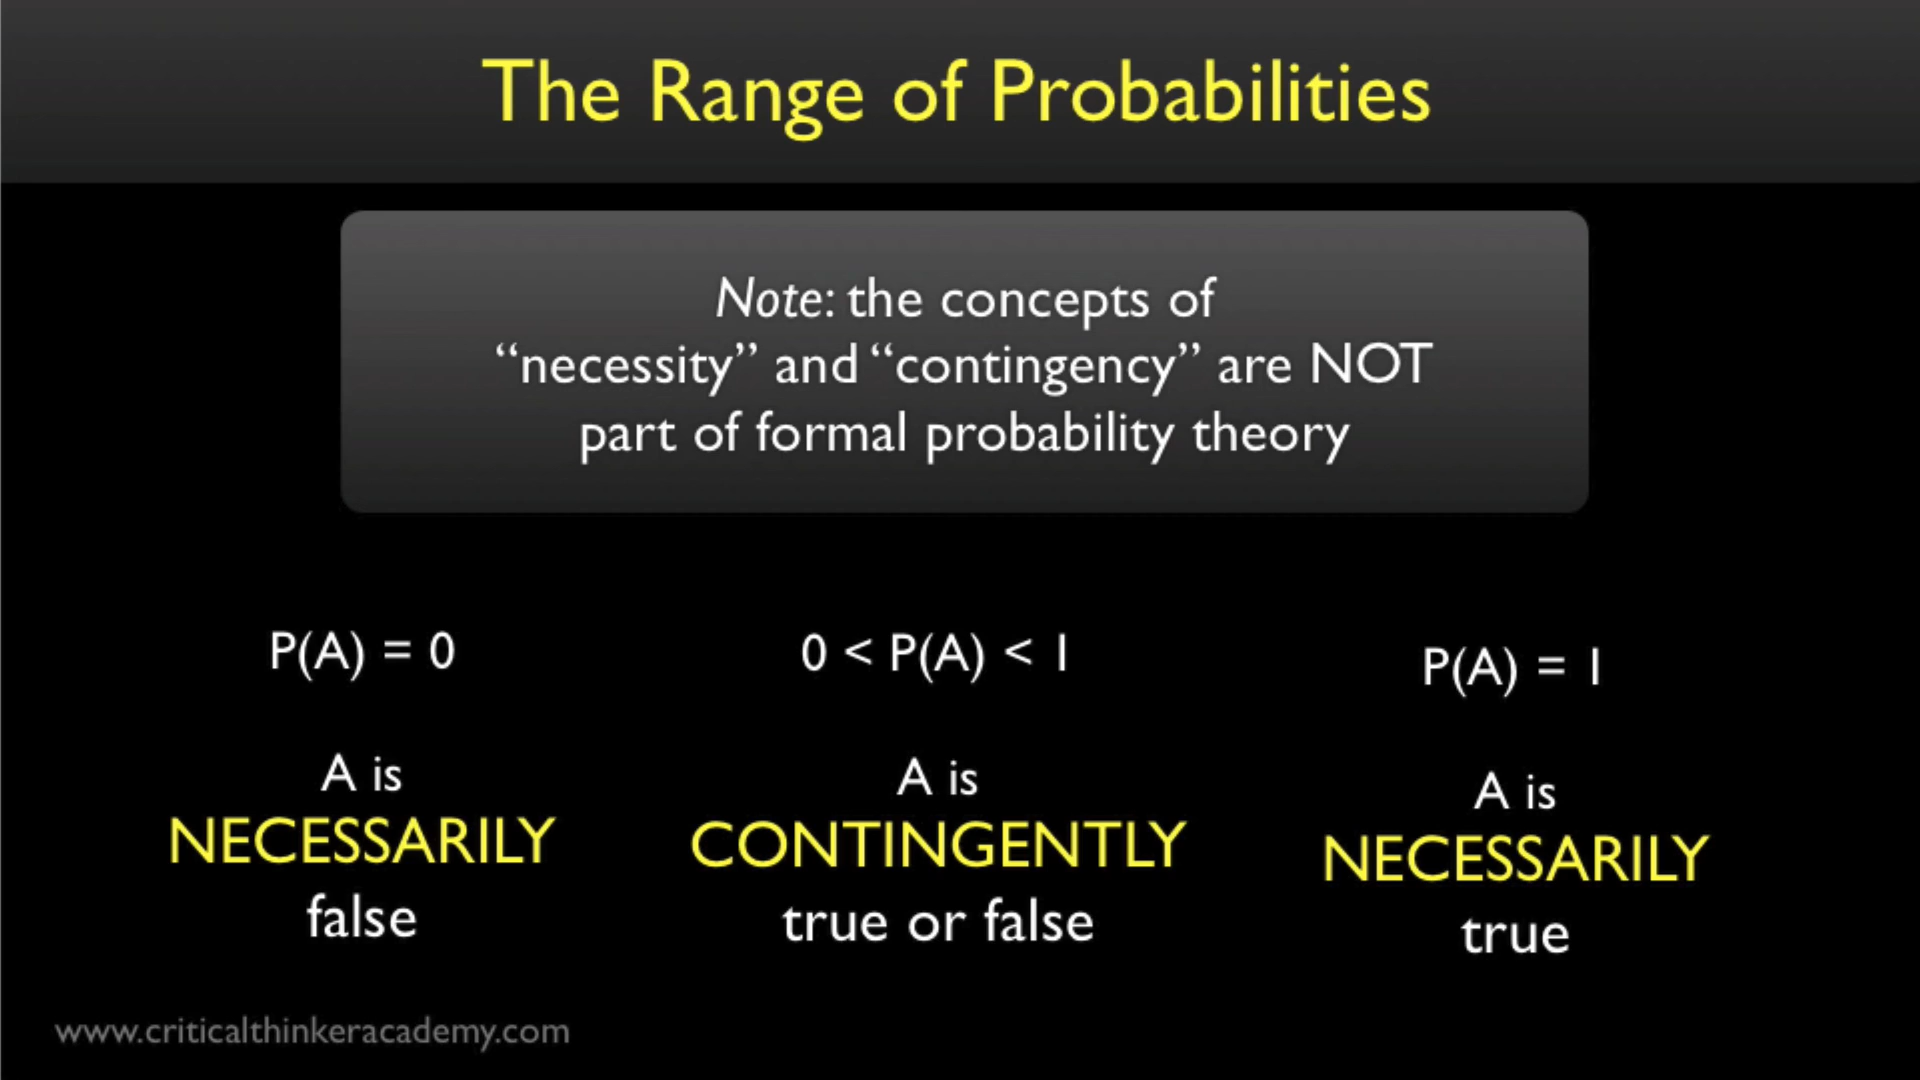 The Range of Probabilities
Note: the concepts of
“necessity” and “contingency” are NOT
part of formal probability theory
P(A) = 0
A is
NECESSARILY
false
0 < P(A) < 1
A is
CONTINGENTLY
true or false
P(A) = 1
A is
NECESSARILY
true
www.criticalthinkeracademy.com